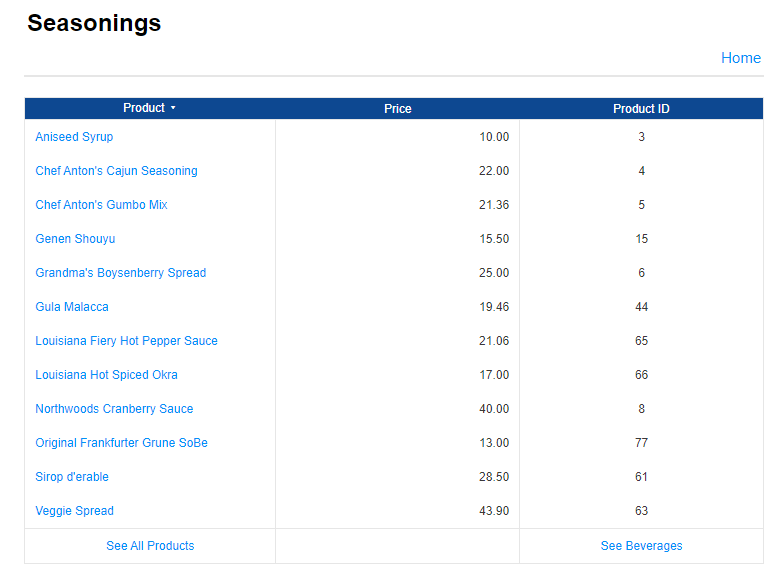 Seasonings
Home
Product Price Product ID
Aniseed Syrup 10.00 3
Chef Anton's Cajun Seasoning 22.00 4
Chef Anton's Gumbo Mix 21.36 5
Genen Shouyu 15.50 15
Grandma's Boysenberry Spread 25.00 6
Gula Malacca 19.46 44
Louisiana Fiery Hot Pepper Sauce 21.06 65
Louisiana Hot Spiced Okra 17.00 66
Northwoods Cranberry Sauce 40.00 8
Original Frankfurter Grune SoBe 13.00 77
Sirop d'erable 28.50 61
Veggie Spread 43.90 63
See All Products See Beverages